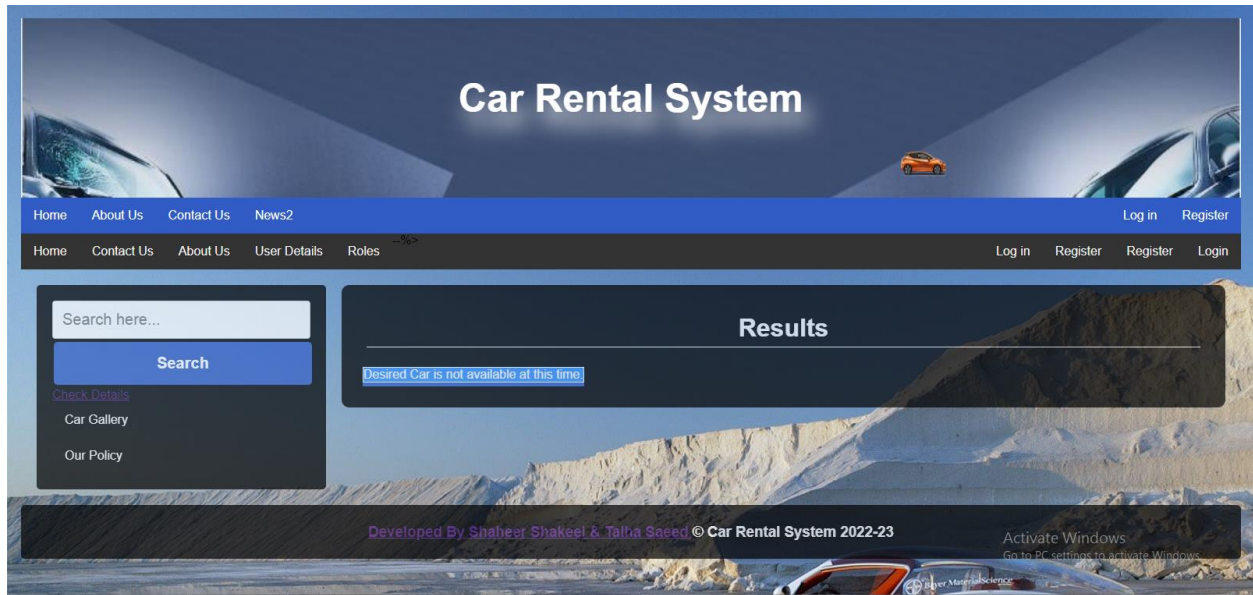 Car Rental System
Home About Us Contact Us News2 Log in Register
Home Contact Us About Us User Details Roles --%> Log in Register Register Login
Search here...
Search
Check Details
Car Gallery
Our Policy
Results
Desired Car is not available at this time.
Developed By Shaheer Shakeel & Talha Saeed © Car Rental System 2022-23
Activate Windows
Go to PC settings to activate Windows.
Bayer MaterialScience